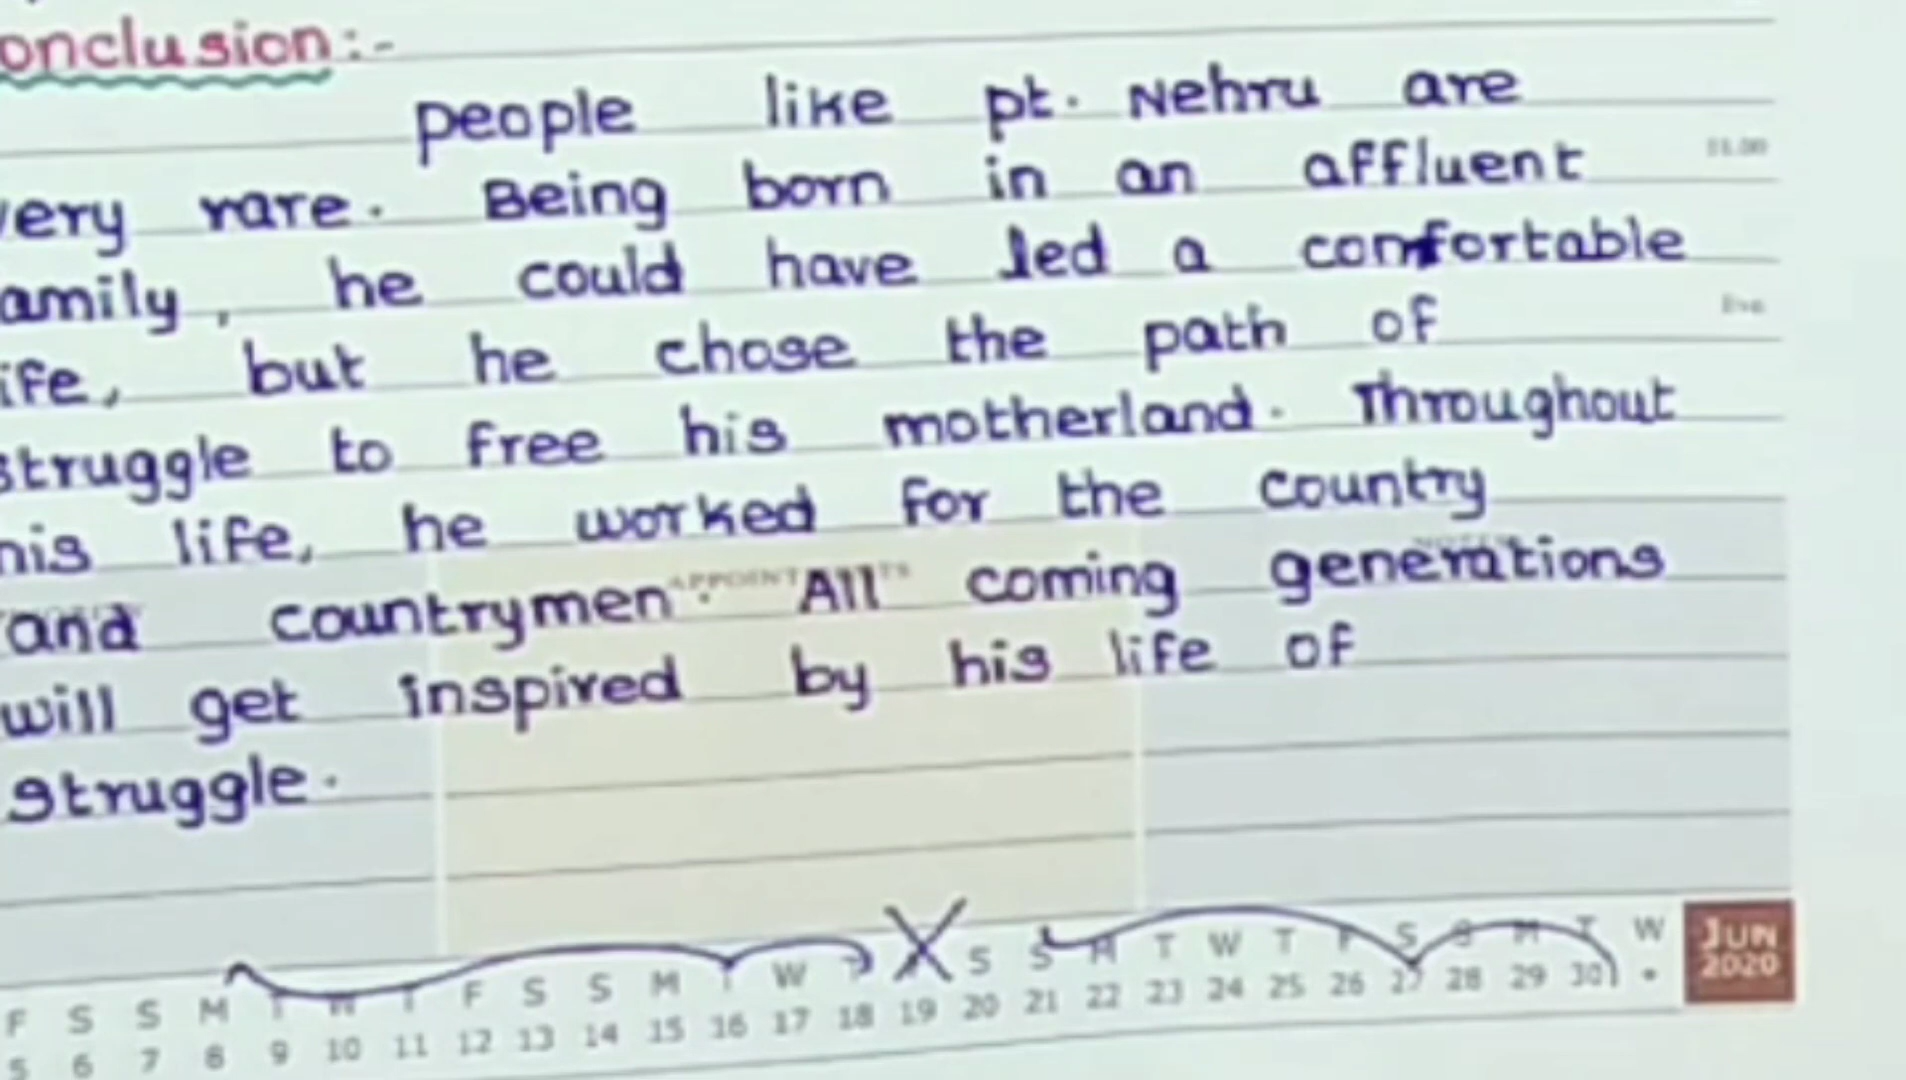 onclusion:-
people like pt. Nehru are
very rare. Being born in an affluent
amily, he could have led a comfortable
ife, but he chose the path of
struggle to free his motherland. Throughout
his life, he worked for the country
and countrymen. All coming generations
will get inspired by his life of
struggle.
F S S M T W T F S S M T W T S S M T W T F S S M T W
5 6 7 8 9 10 11 12 13 14 15 16 17 18 19 20 21 22 23 24 25 26 27 28 29 30
JUN
2020